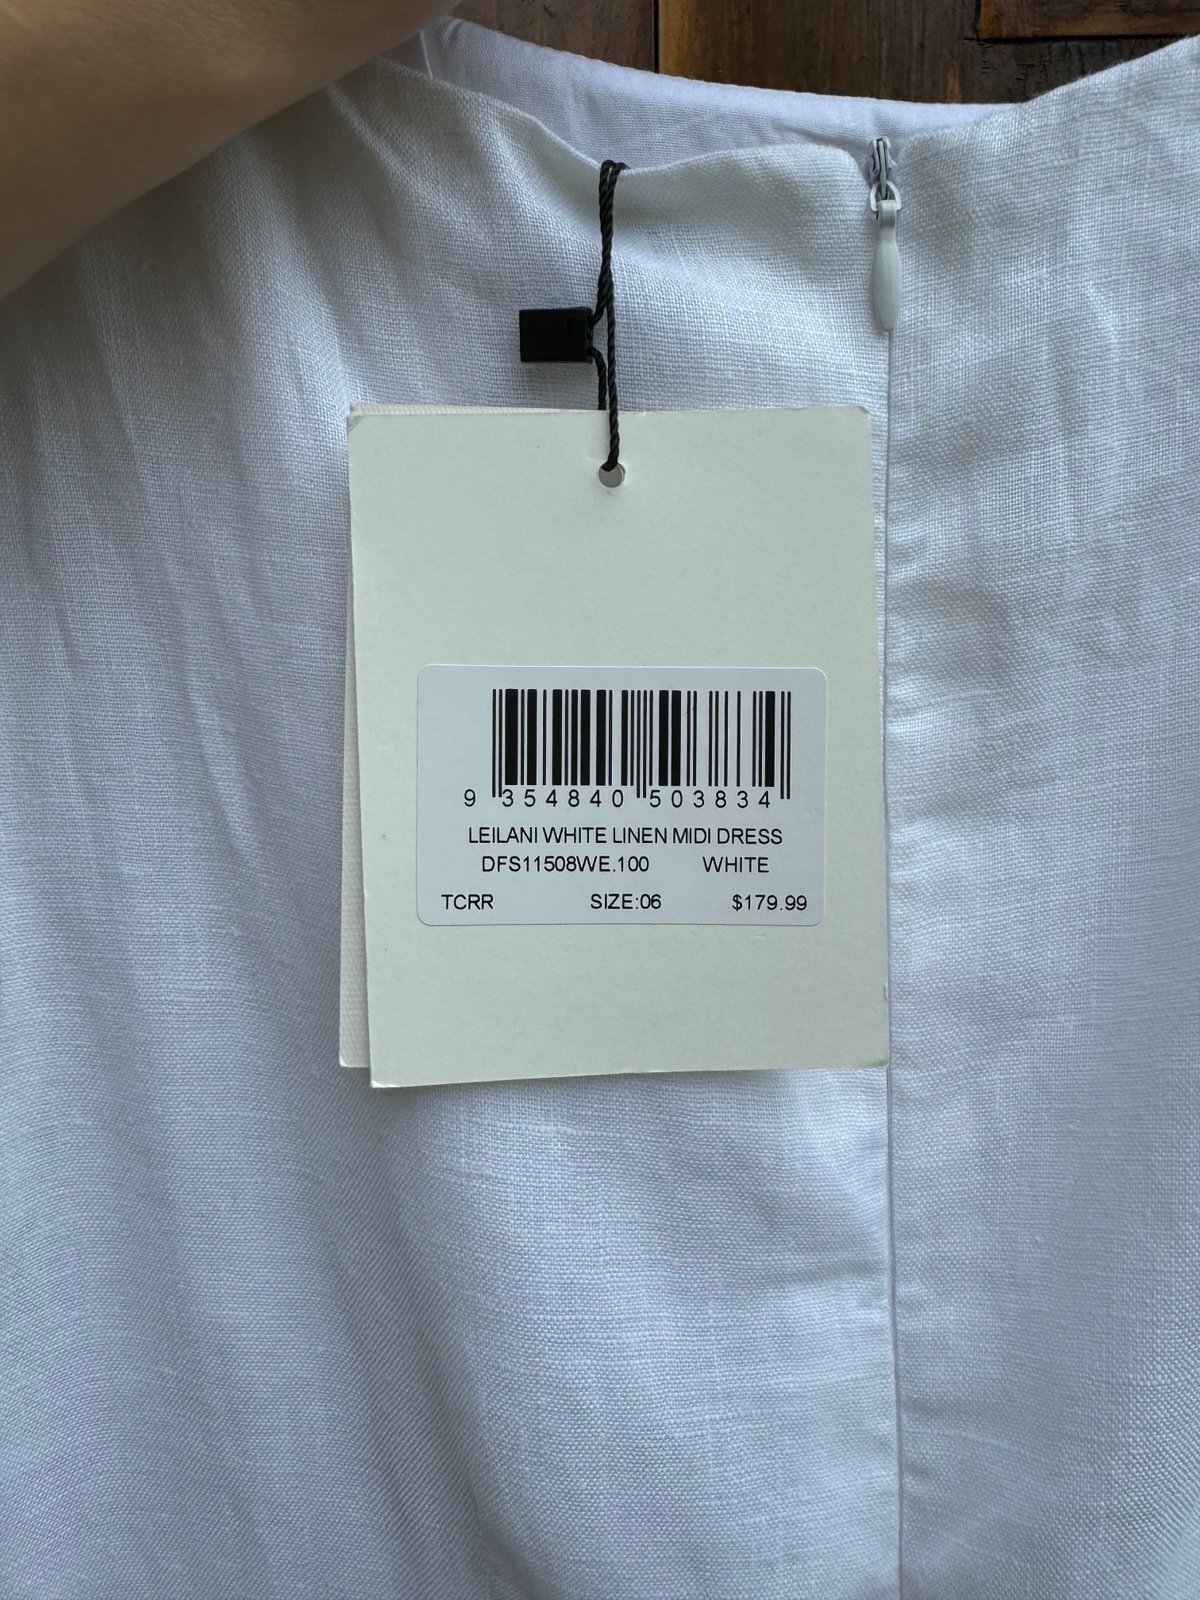 9 354840 503834
LEILANI WHITE LINEN MIDI DRESS
DFS11508WE.100 WHITE
TCRR SIZE:06 $179.99